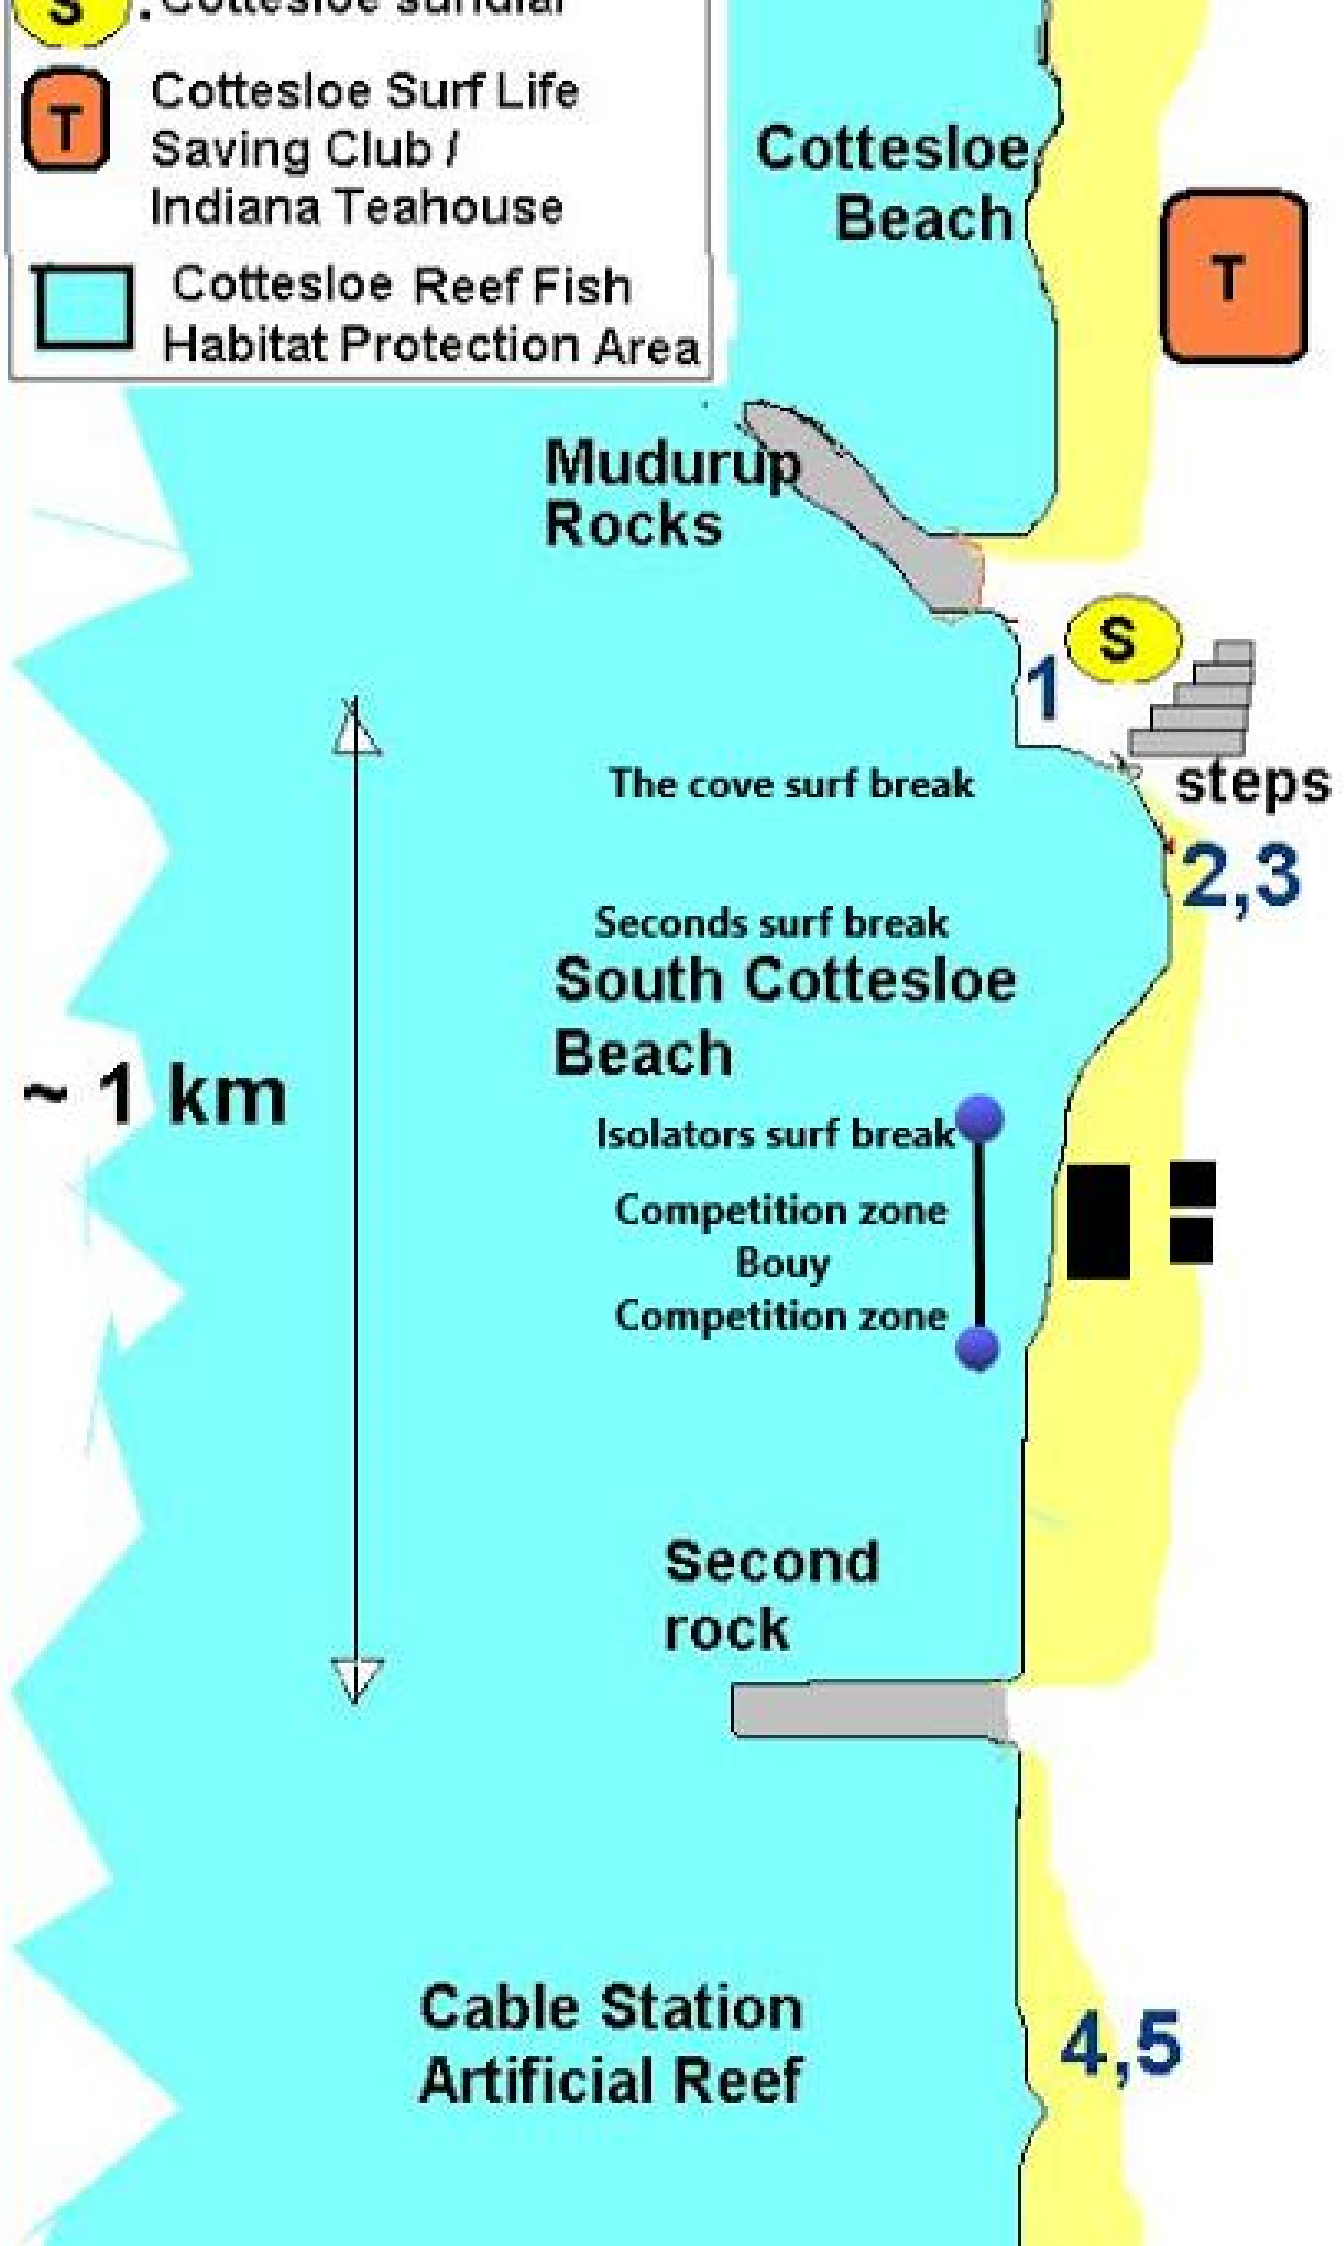 S : Cottesloe sundial
T Cottesloe Surf Life
Saving Club /
Indiana Teahouse
Cottesloe Reef Fish
Habitat Protection Area
Cottesloe
Beach
T
Mudurup
Rocks
S
1
steps
The cove surf break
2,3
Seconds surf break
South Cottesloe
Beach
~ 1 km
Isolators surf break
Competition zone
Bouy
Competition zone
Second
rock
Cable Station
Artificial Reef
4,5